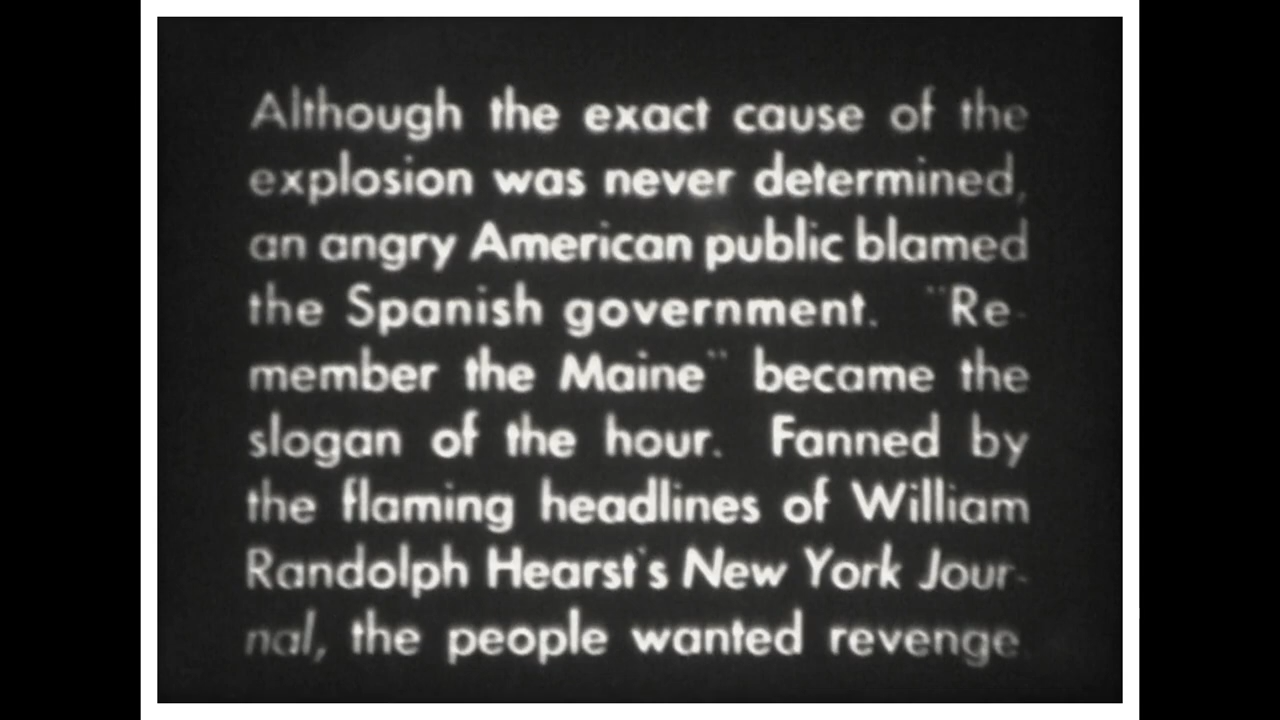 Although the exact cause of the
explosion was never determined,
an angry American public blamed
the Spanish government. "Re-
member the Maine" became the
slogan of the hour. Fanned by
the flaming headlines of William
Randolph Hearst's New York Jour-
nal, the people wanted revenge.